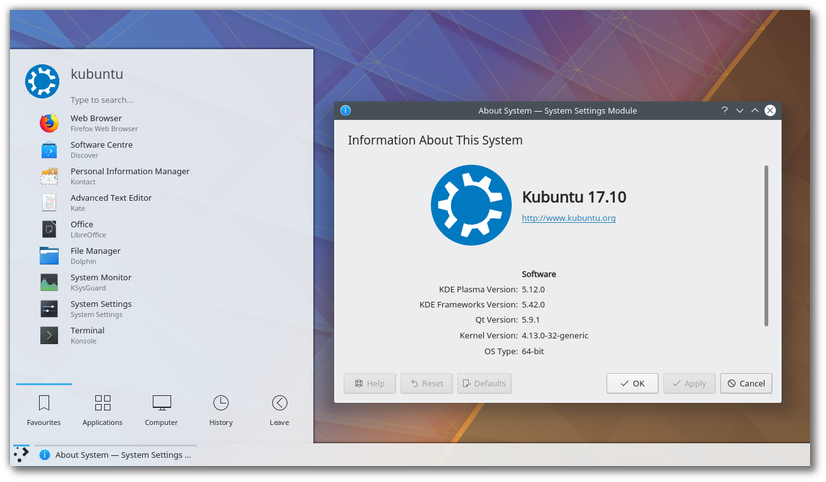 kubuntu
Type to search...
Web Browser
Firefox Web Browser
Software Centre
Discover
Personal Information Manager
Kontact
Advanced Text Editor
Kate
Office
LibreOffice
File Manager
Dolphin
System Monitor
KSysGuard
System Settings
System Settings
Terminal
Konsole
Favourites Applications Computer History Leave
About System — System Settings Module
Information About This System
Kubuntu 17.10
http://www.kubuntu.org
Software
KDE Plasma Version: 5.12.0
KDE Frameworks Version: 5.42.0
Qt Version: 5.9.1
Kernel Version: 4.13.0-32-generic
OS Type: 64-bit
Help Reset Defaults OK Apply Cancel
About System — System Settings ...